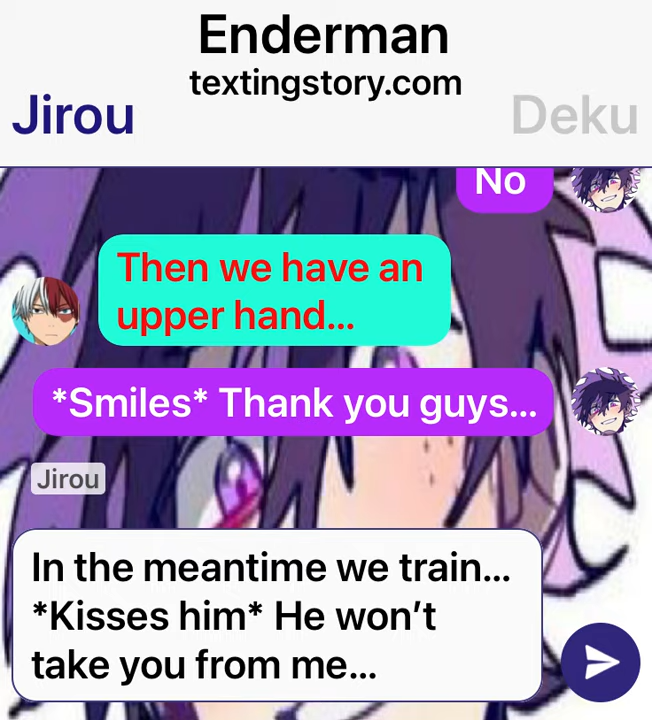 Enderman
textingstory.com
Jirou
Deku
No
Then we have an
upper hand...
*Smiles* Thank you guys...
Jirou
In the meantime we train...
*Kisses him* He won’t
take you from me...